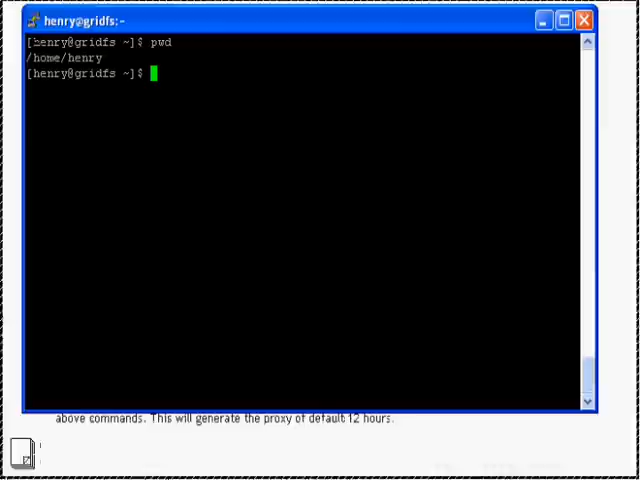 henry@gridfs:~
[henry@gridfs ~]$ pwd
/home/henry
[henry@gridfs ~]$
above commands. This will generate the proxy of default 12 hours.